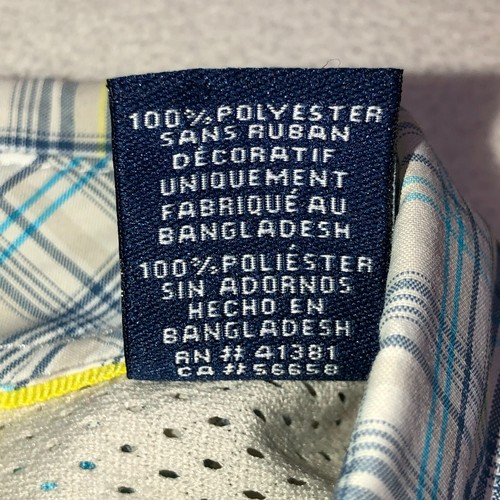 100% POLYESTER
SANS RUBAN
DÉCORATIF
UNIQUEMENT
FABRIQUÉ AU
BANGLADESH
100% POLIÉSTER
SIN ADORNOS
HECHO EN
BANGLADESH
RN # 41381
CA # 56658